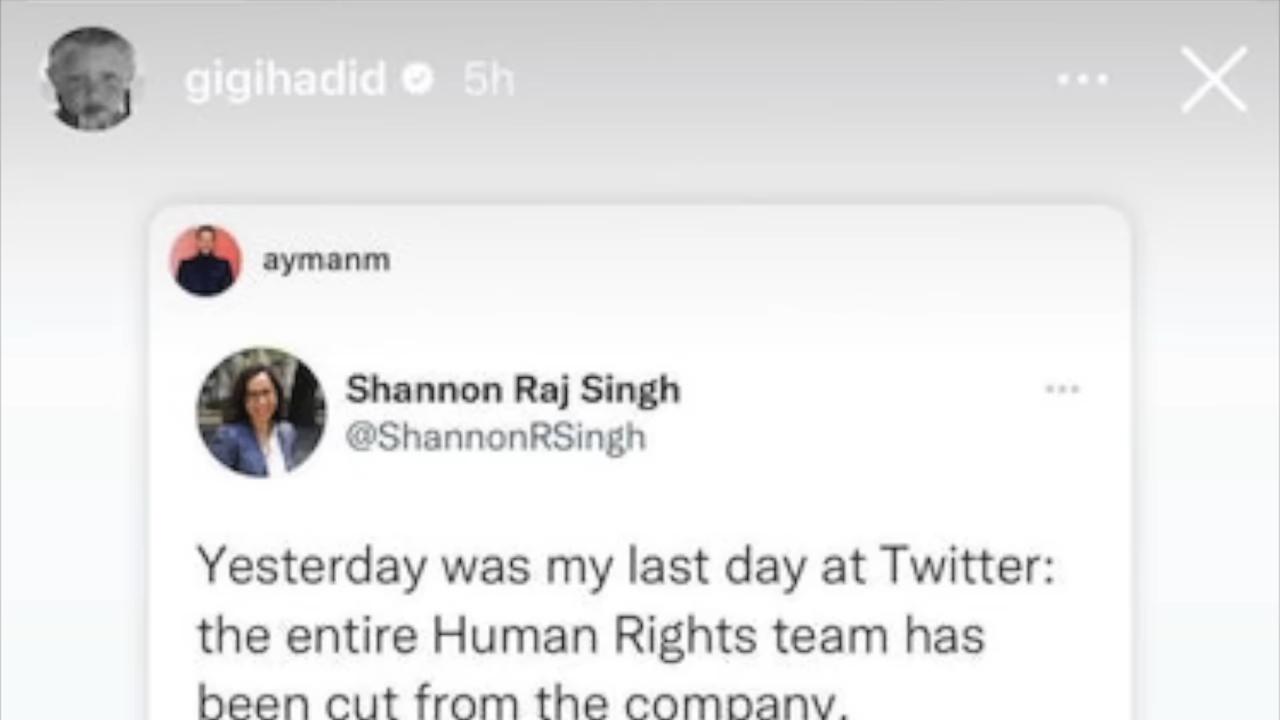 gigihadid 5h
aymanm
Shannon Raj Singh
@ShannonRSingh
Yesterday was my last day at Twitter:
the entire Human Rights team has
been cut from the company.